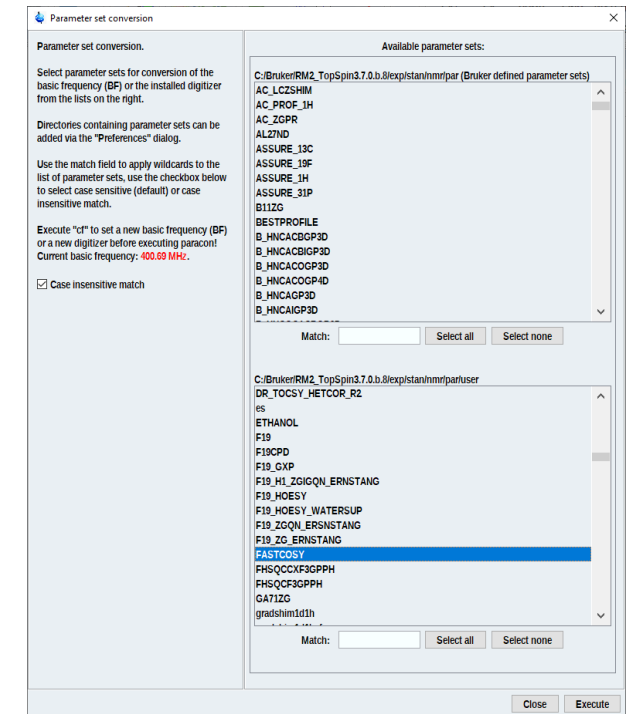 Parameter set conversion
Parameter set conversion.
Select parameter sets for conversion of the
basic frequency (BF) or the installed digitizer
from the lists on the right.
Directories containing parameter sets can be
added via the "Preferences" dialog.
Use the match field to apply wildcards to the
list of parameter sets, use the checkbox below
to select case sensitive (default) or case
insensitive match.
Execute "cf" to set a new basic frequency (BF)
or a new digitizer before executing paracon!
Current basic frequency: 400.69 MHz.
Case insensitive match
Available parameter sets:
C:/Bruker/RM2_TopSpin3.7.0.b.8/exp/stan/nmr/par (Bruker defined parameter sets)
AC_LCZSHIM
AC_PROF_1H
AC_ZGPR
AL27ND
ASSURE_13C
ASSURE_19F
ASSURE_1H
ASSURE_31P
B11ZG
BESTPROFILE
B_HNCACBGP3D
B_HNCACBIGP3D
B_HNCACOGP3D
B_HNCACOGP4D
B_HNCAGP3D
B_HNCAIGP3D
Match:
Select all
Select none
C:/Bruker/RM2_TopSpin3.7.0.b.8/exp/stan/nmr/par/user
DR_TOCSY_HETCOR_R2
es
ETHANOL
F19
F19CPD
F19_GXP
F19_H1_ZGIGQN_ERNSTANG
F19_HOESY
F19_HOESY_WATERSUP
F19_ZGQN_ERSNSTANG
F19_ZG_ERNSTANG
FASTCOSY
FHSQCCXF3GPPH
FHSQCF3GPPH
GA71ZG
gradshim1d1h
Match:
Select all
Select none
Close
Execute